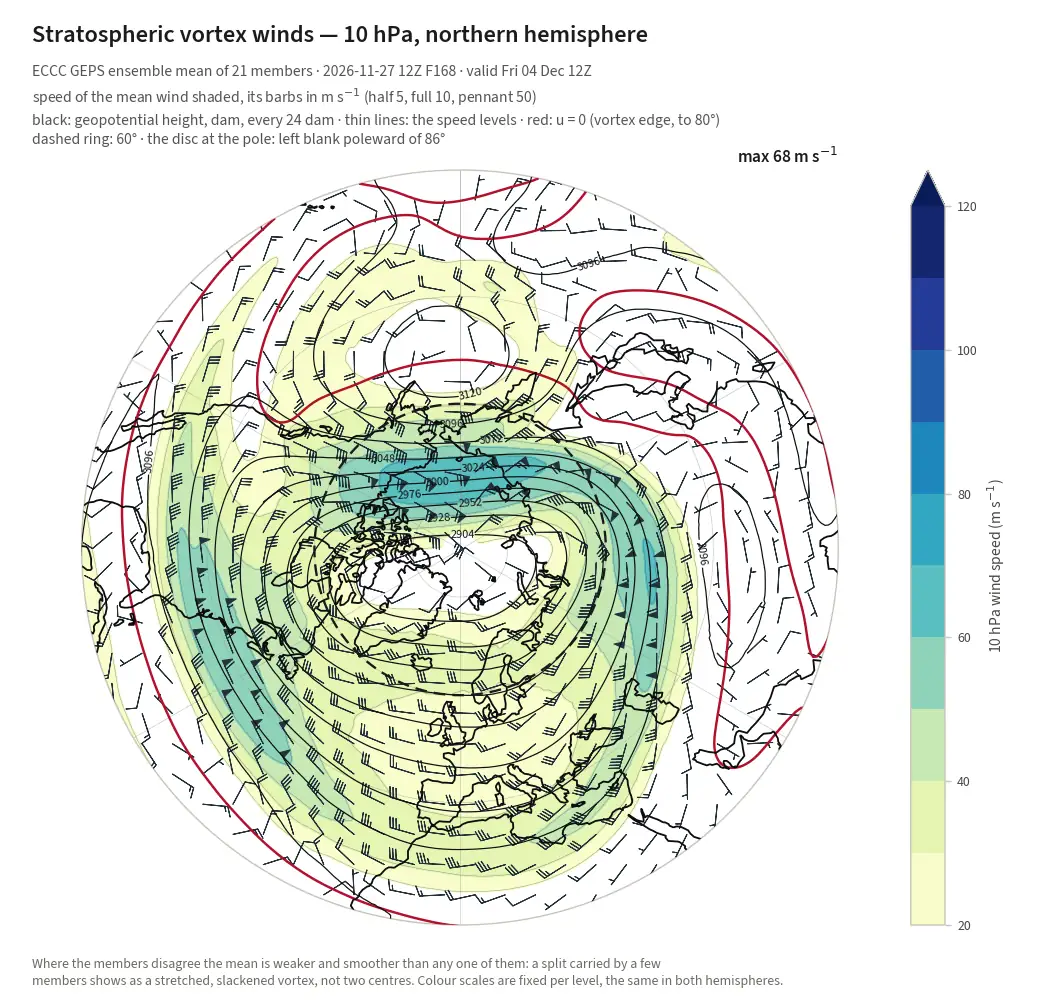 Stratospheric vortex winds — 10 hPa, northern hemisphere
ECCC GEPS ensemble mean of 21 members · 2026-11-27 12Z F168 · valid Fri 04 Dec 12Z
speed of the mean wind shaded, its barbs in m s⁻¹ (half 5, full 10, pennant 50)
black: geopotential height, dam, every 24 dam · thin lines: the speed levels · red: u = 0 (vortex edge, to 80°)
dashed ring: 60° · the disc at the pole: left blank poleward of 86°
max 68 m s⁻¹
120
100
80
60
40
20
10 hPa wind speed (m s⁻¹)
3096
3120
3096
3072
3048
3024
3000
2976
2952
2928
2904
3096
3096
Where the members disagree the mean is weaker and smoother than any one of them: a split carried by a few
members shows as a stretched, slackened vortex, not two centres. Colour scales are fixed per level, the same in both hemispheres.